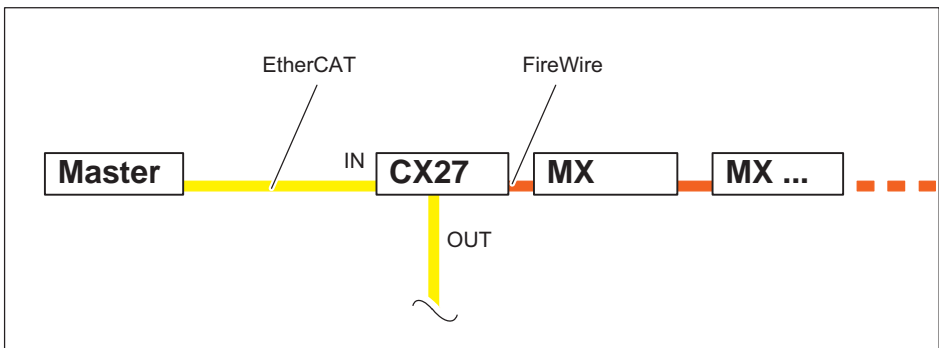 EtherCAT
FireWire
Master
IN
CX27
MX
MX ...
OUT